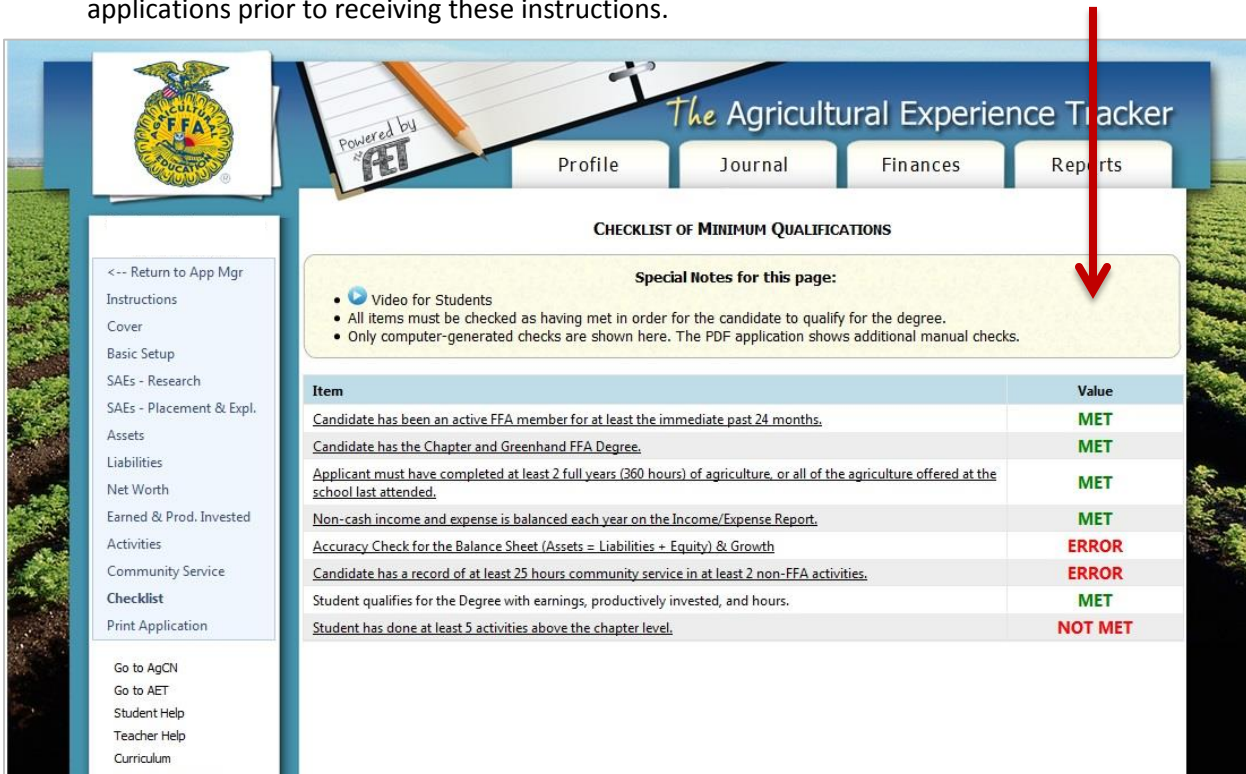 applications prior to receiving these instructions.
AGRICULTURAL
FFA
EDUCATION
®
Powered by
the
AET
The Agricultural Experience Tracker
Profile
Journal
Finances
Reports
CHECKLIST OF MINIMUM QUALIFICATIONS
<-- Return to App Mgr
Instructions
Cover
Basic Setup
SAEs - Research
SAEs - Placement & Expl.
Assets
Liabilities
Net Worth
Earned & Prod. Invested
Activities
Community Service
Checklist
Print Application
Go to AgCN
Go to AET
Student Help
Teacher Help
Curriculum
Special Notes for this page:
• Video for Students
• All items must be checked as having met in order for the candidate to qualify for the degree.
• Only computer-generated checks are shown here. The PDF application shows additional manual checks.
Item Value
Candidate has been an active FFA member for at least the immediate past 24 months. MET
Candidate has the Chapter and Greenhand FFA Degree. MET
Applicant must have completed at least 2 full years (360 hours) of agriculture, or all of the agriculture offered at the
school last attended. MET
Non-cash income and expense is balanced each year on the Income/Expense Report. MET
Accuracy Check for the Balance Sheet (Assets = Liabilities + Equity) & Growth ERROR
Candidate has a record of at least 25 hours community service in at least 2 non-FFA activities. ERROR
Student qualifies for the Degree with earnings, productively invested, and hours. MET
Student has done at least 5 activities above the chapter level. NOT MET